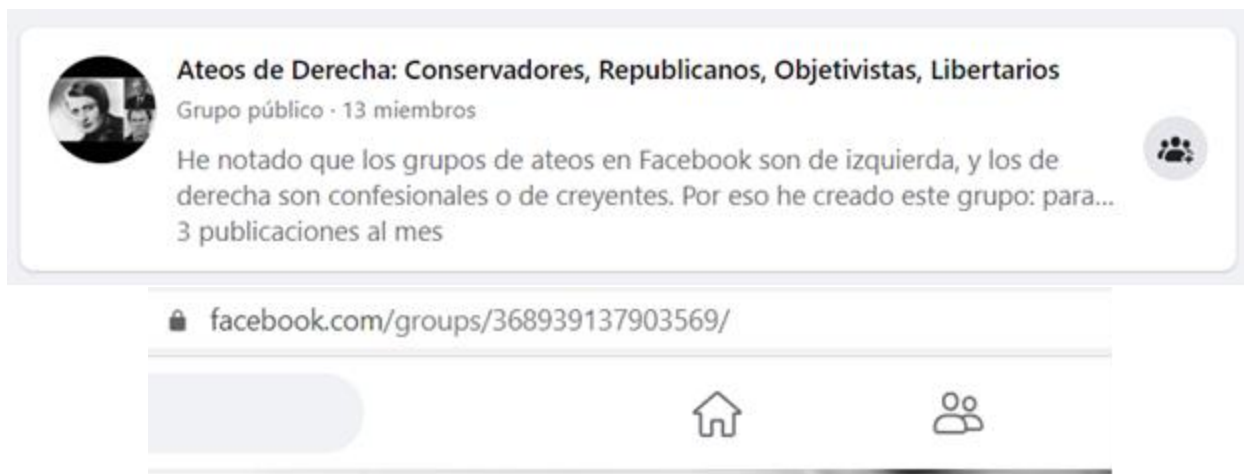 Ateos de Derecha: Conservadores, Republicanos, Objetivistas, Libertarios
Grupo público · 13 miembros
He notado que los grupos de ateos en Facebook son de izquierda, y los de
derecha son confesionales o de creyentes. Por eso he creado este grupo: para...
3 publicaciones al mes
facebook.com/groups/368939137903569/